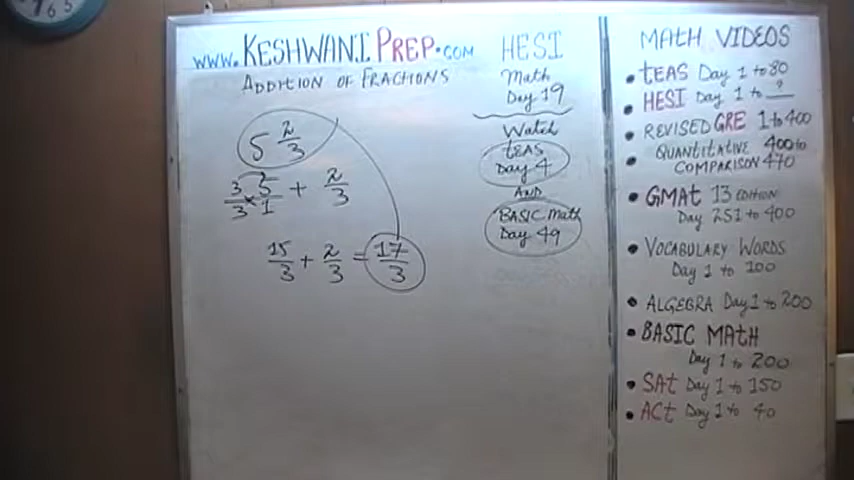 www.KESHWANIPREP.COM
ADDITION OF FRACTIONS
5 2/3
3/3 × 5/1 + 2/3
15/3 + 2/3 = 17/3
HESI
Math
Day 19
Watch
TEAS
Day 4
AND
BASIC Math
Day 49
MATH VIDEOS
• TEAS Day 1 to 80
• HESI Day 1 to ?
• REVISED GRE 1 to 400
• QUANTITATIVE 400 to
COMPARISON 470
• GMAT 13 EDITION
Day 251 to 400
• VOCABULARY WORDS
Day 1 to 100
• ALGEBRA Day 1 to 200
• BASIC MATH
Day 1 to 200
• SAt Day 1 to 150
• ACt Day 1 to 40